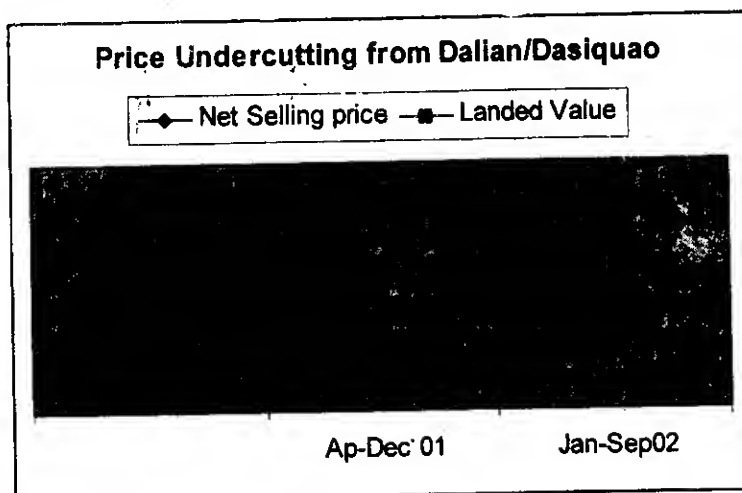 Price Undercutting from Dalian/Dasiquao
Net Selling price Landed Value
Ap-Dec'01 Jan-Sep02